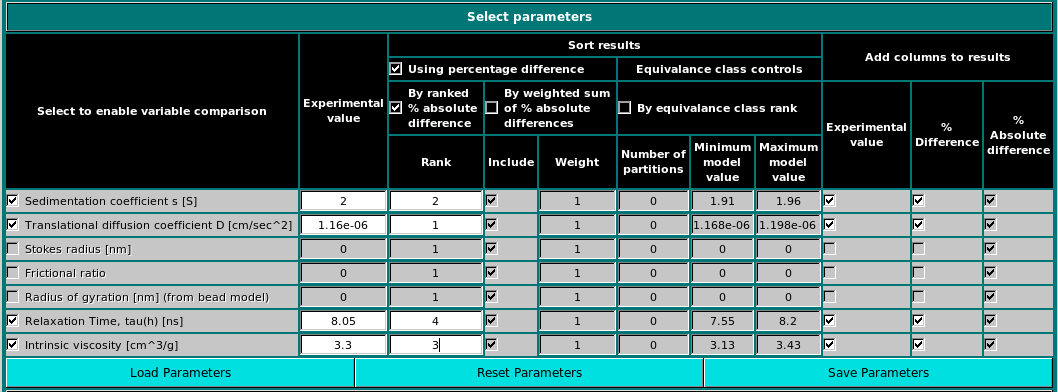 Select parameters
Select to enable variable comparison
Experimental
value
Sort results
Using percentage difference
Equivalance class controls
By ranked
% absolute
difference
By weighted sum
of % absolute
differences
By equivalance class rank
Rank
Include
Weight
Number of
partitions
Minimum
model
value
Maximum
model
value
Add columns to results
Experimental
value
%
Difference
%
Absolute
difference
Sedimentation coefficient s [S] 2 2 1 0 1.91 1.96
Translational diffusion coefficient D [cm/sec^2] 1.16e-06 1 1 0 1.168e-06 1.198e-06
Stokes radius [nm] 0 1 1 0 0 0
Frictional ratio 0 1 1 0 0 0
Radius of gyration [nm] (from bead model) 0 1 1 0 0 0
Relaxation Time, tau(h) [ns] 8.05 4 1 0 7.55 8.2
Intrinsic viscosity [cm^3/g] 3.3 3 1 0 3.13 3.43
Load Parameters Reset Parameters Save Parameters